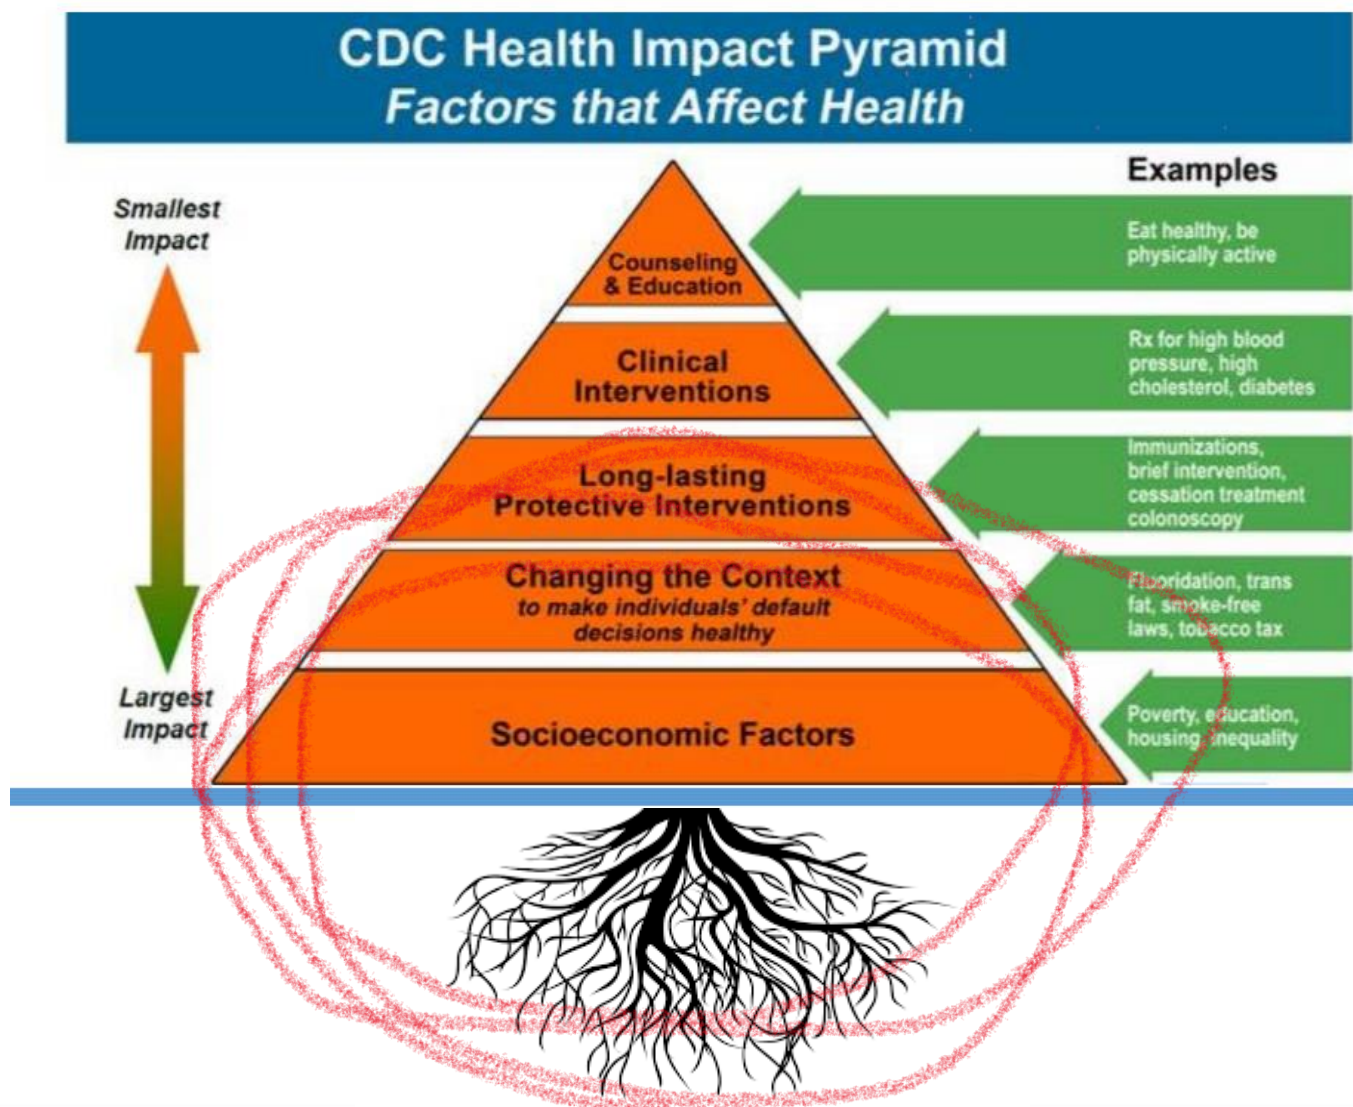 CDC Health Impact Pyramid
Factors that Affect Health
Examples
Smallest
Impact
Counseling
& Education
Eat healthy, be
physically active
Clinical
Interventions
Rx for high blood
pressure, high
cholesterol, diabetes
Long-lasting
Protective Interventions
Immunizations,
brief intervention,
cessation treatment
colonoscopy
Changing the Context
to make individuals' default
decisions healthy
Fluoridation, trans
fat, smoke-free
laws, tobacco tax
Largest
Impact
Socioeconomic Factors
Poverty, education,
housing, inequality